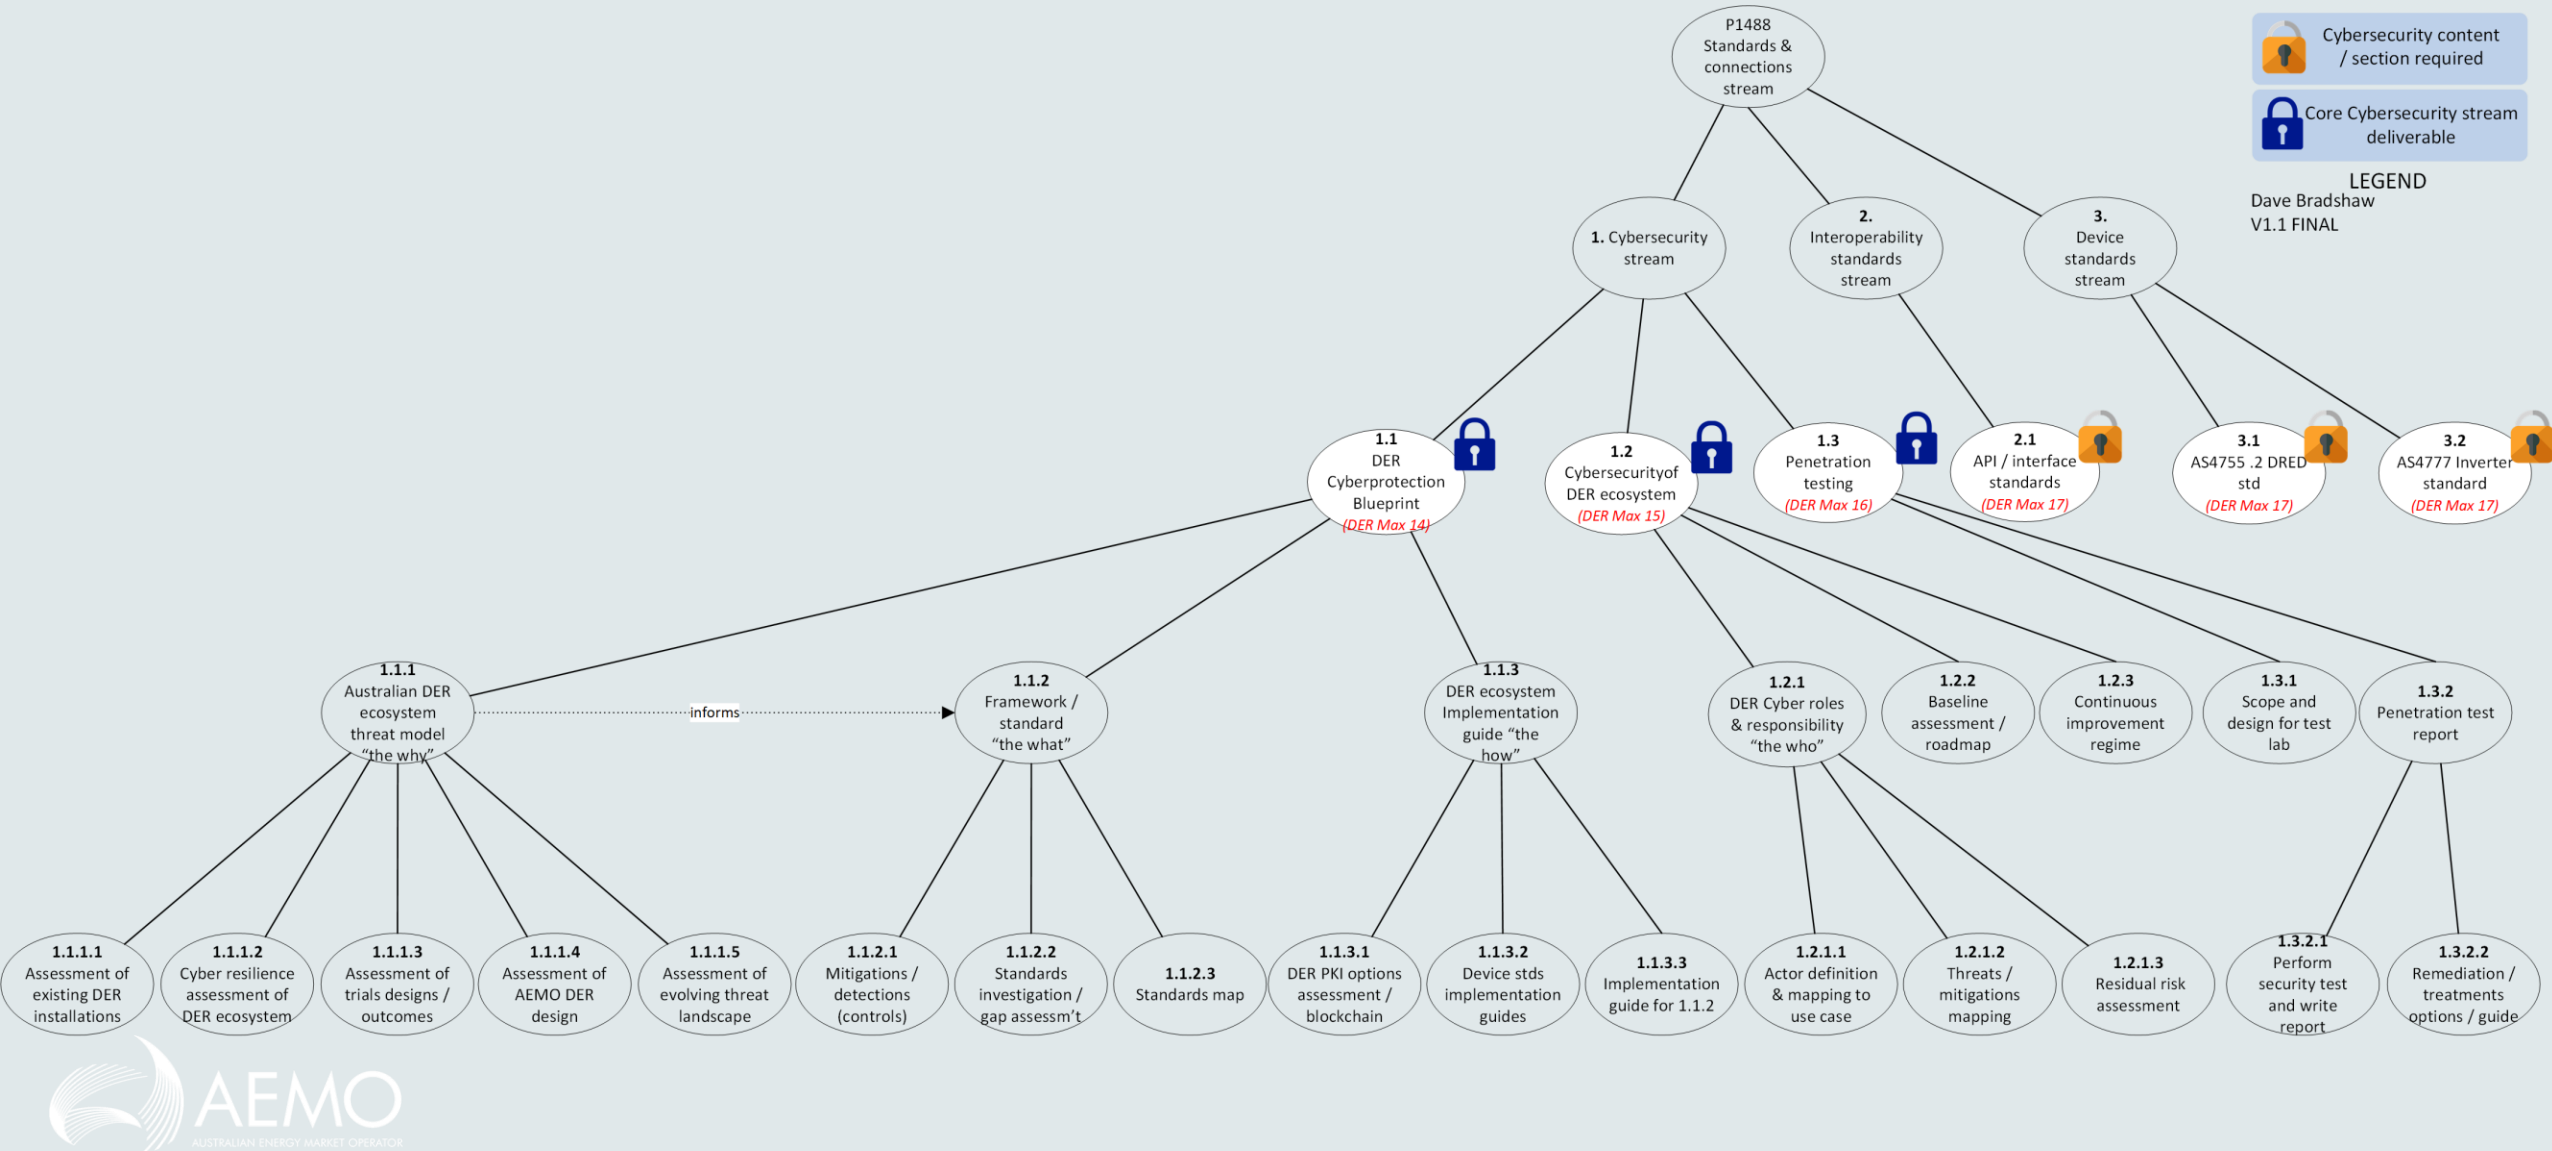 P1488
Standards &
connections
stream
Cybersecurity content
/ section required
Core Cybersecurity stream
deliverable
LEGEND
Dave Bradshaw
V1.1 FINAL
1. Cybersecurity
stream
2.
Interoperability
standards
stream
3.
Device
standards
stream
1.1
DER
Cyberprotection
Blueprint
(DER Max 14)
1.2
Cybersecurityof
DER ecosystem
(DER Max 15)
1.3
Penetration
testing
(DER Max 16)
2.1
API / interface
standards
(DER Max 17)
3.1
AS4755 .2 DRED
std
(DER Max 17)
3.2
AS4777 Inverter
standard
(DER Max 17)
1.1.1
Australian DER
ecosystem
threat model
“the why”
informs
1.1.2
Framework /
standard
“the what”
1.1.3
DER ecosystem
Implementation
guide “the
how”
1.2.1
DER Cyber roles
& responsibility
“the who”
1.2.2
Baseline
assessment /
roadmap
1.2.3
Continuous
improvement
regime
1.3.1
Scope and
design for test
lab
1.3.2
Penetration test
report
1.1.1.1
Assessment of
existing DER
installations
1.1.1.2
Cyber resilience
assessment of
DER ecosystem
1.1.1.3
Assessment of
trials designs /
outcomes
1.1.1.4
Assessment of
AEMO DER
design
1.1.1.5
Assessment of
evolving threat
landscape
1.1.2.1
Mitigations /
detections
(controls)
1.1.2.2
Standards
investigation /
gap assessm’t
1.1.2.3
Standards map
1.1.3.1
DER PKI options
assessment /
blockchain
1.1.3.2
Device stds
implementation
guides
1.1.3.3
Implementation
guide for 1.1.2
1.2.1.1
Actor definition
& mapping to
use case
1.2.1.2
Threats /
mitigations
mapping
1.2.1.3
Residual risk
assessment
1.3.2.1
Perform
security test
and write
report
1.3.2.2
Remediation /
treatments
options / guide
AEMO
AUSTRALIAN ENERGY MARKET OPERATOR